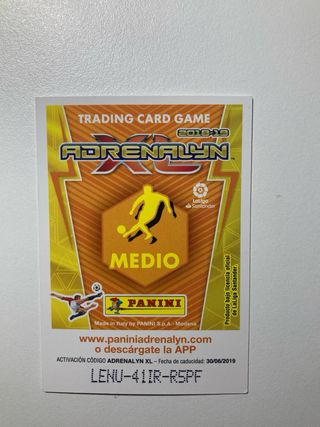 TRADING CARD GAME
2018-19
ADRENALYN
XL
TM
LaLiga
Santander
MEDIO
PANINI
Made in Italy by PANINI S.p.A. - Modena
Producto bajo licencia oficial
de LaLiga Santander.
www.paniniadrenalyn.com
o descárgate la APP
ACTIVACIÓN CÓDIGO ADRENALYN XL – Fecha de caducidad: 30/06/2019
LENU-41IR-R5PF